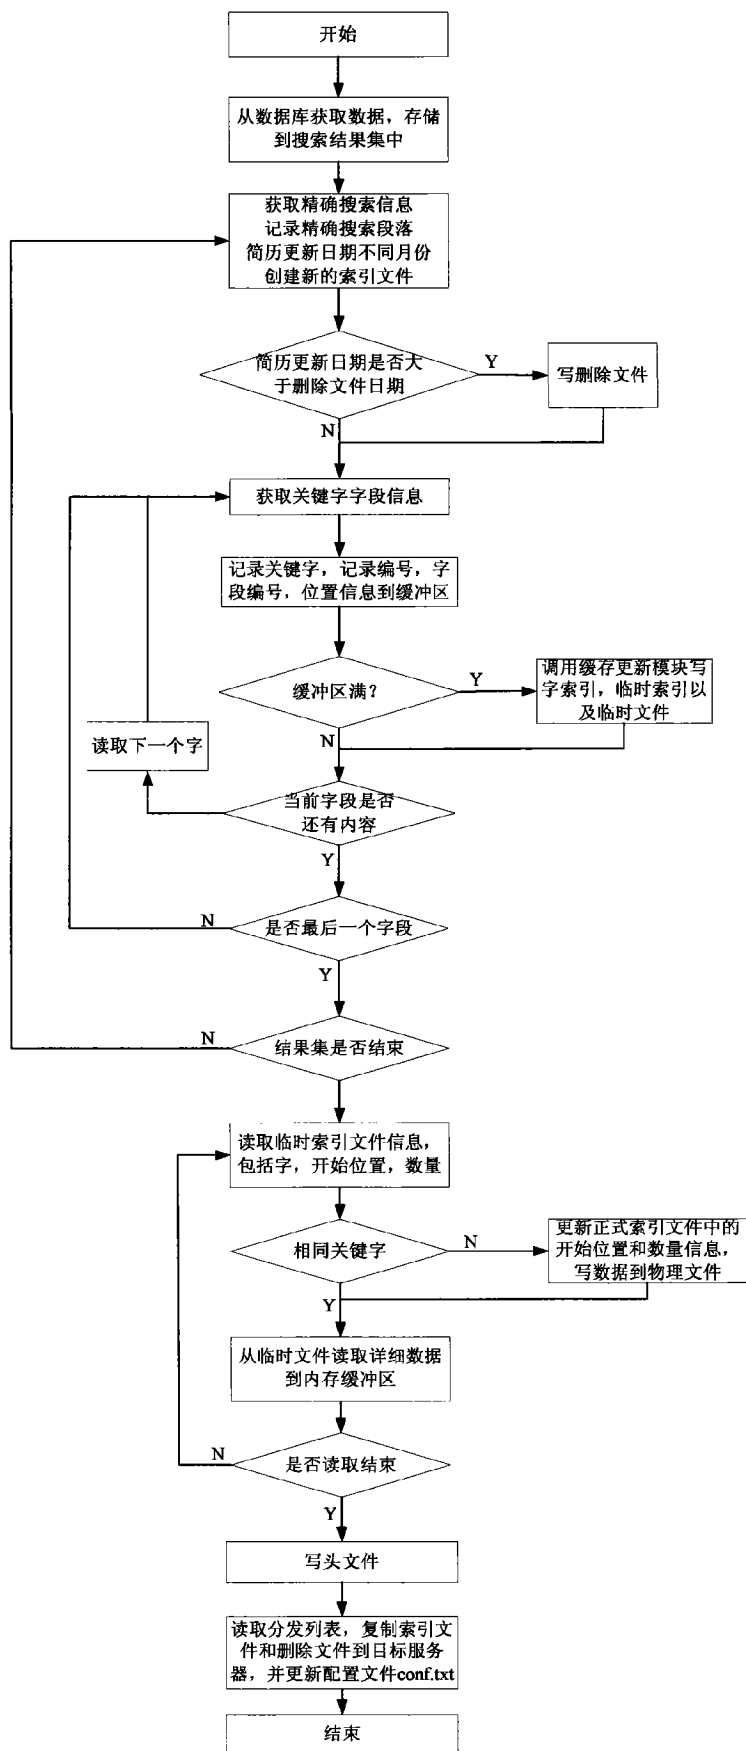 开始
从数据库获取数据，存储
到搜索结果集中
获取精确搜索信息
记录精确搜索段落
简历更新日期不同月份
创建新的索引文件
简历更新日期是否大
于删除文件日期
Y
写删除文件
N
获取关键字字段信息
记录关键字，记录编号，字
段编号，位置信息到缓冲区
缓冲区满？
Y
调用缓存更新模块写
字索引，临时索引以
及临时文件
N
读取下一个字
当前字段是否
还有内容
Y
N
是否最后一个字段
Y
N
结果集是否结束
读取临时索引文件信息，
包括字，开始位置，数量
相同关键字
N
更新正式索引文件中的
开始位置和数量信息，
写数据到物理文件
Y
从临时文件读取详细数据
到内存缓冲区
N
是否读取结束
Y
写头文件
读取分发列表，复制索引文
件和删除文件到目标服务
器，并更新配置文件conf.txt
结束